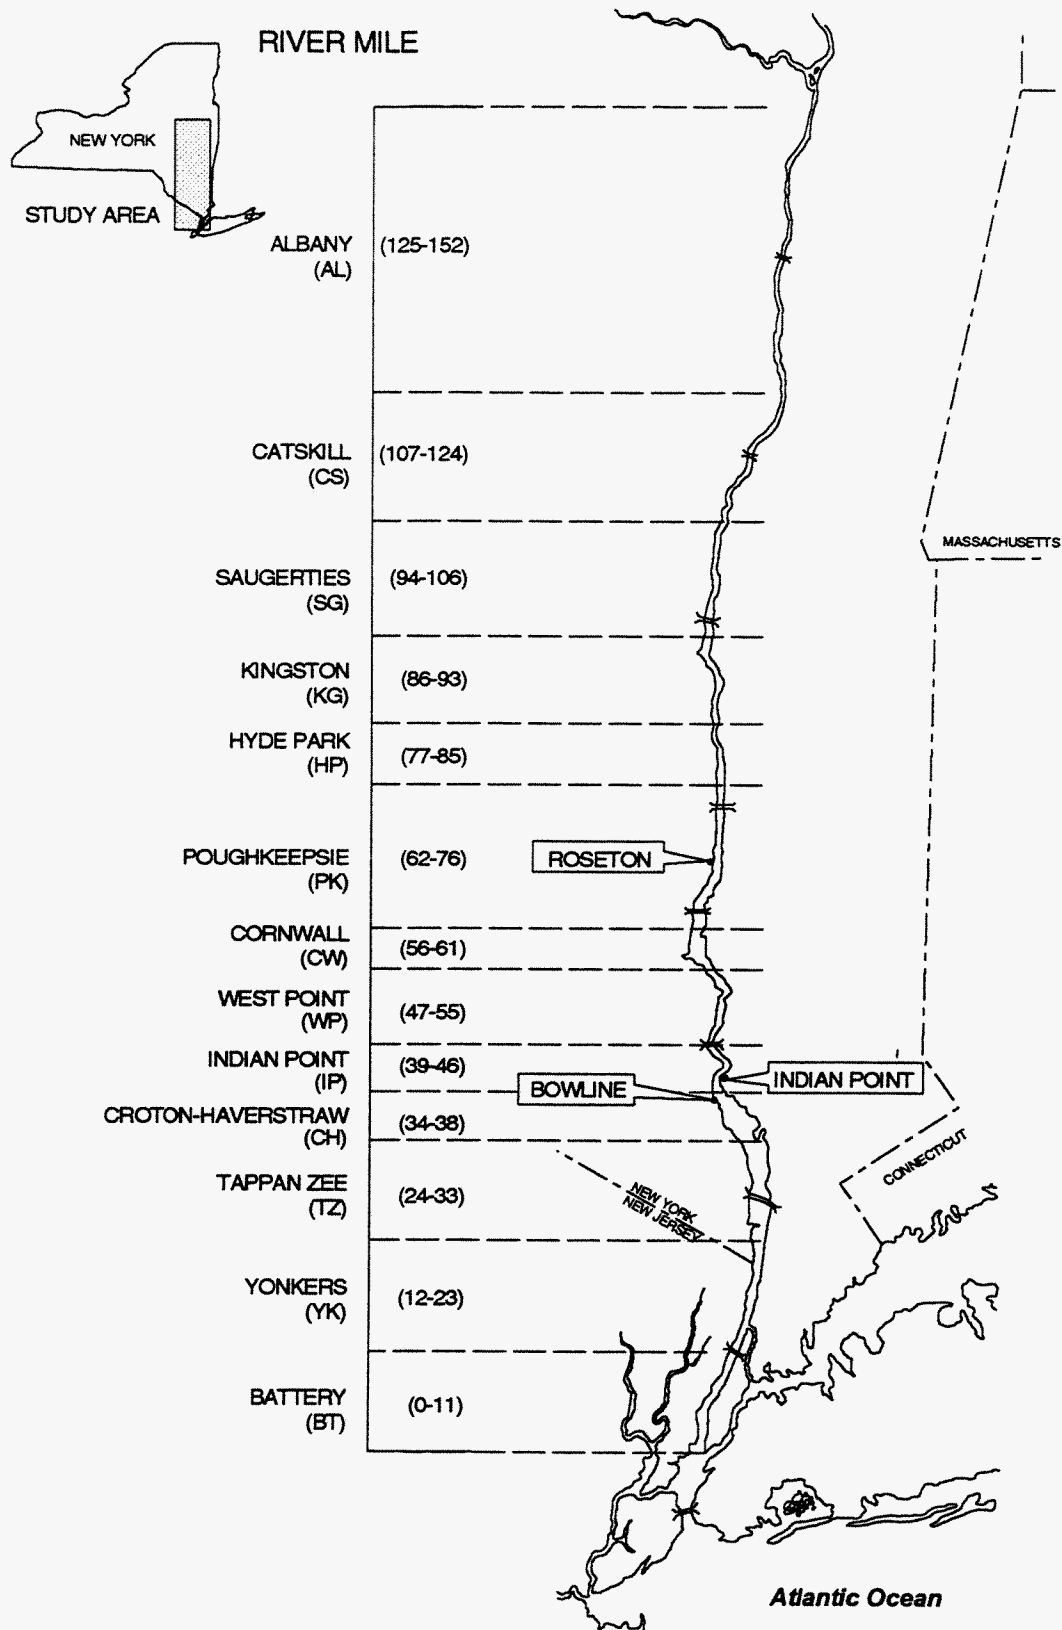 RIVER MILE
NEW YORK
STUDY AREA
ALBANY
(AL)
(125-152)
CATSKILL
(CS)
(107-124)
MASSACHUSETTS
SAUGERTIES
(SG)
(94-106)
KINGSTON
(KG)
(86-93)
HYDE PARK
(HP)
(77-85)
POUGHKEEPSIE
(PK)
(62-76)
ROSETON
CORNWALL
(CW)
(56-61)
WEST POINT
(WP)
(47-55)
INDIAN POINT
(IP)
(39-46)
INDIAN POINT
BOWLINE
CROTON-HAVERSTRAW
(CH)
(34-38)
CONNECTICUT
TAPPAN ZEE
(TZ)
(24-33)
NEW YORK
NEW JERSEY
YONKERS
(YK)
(12-23)
BATTERY
(BT)
(0-11)
Atlantic Ocean